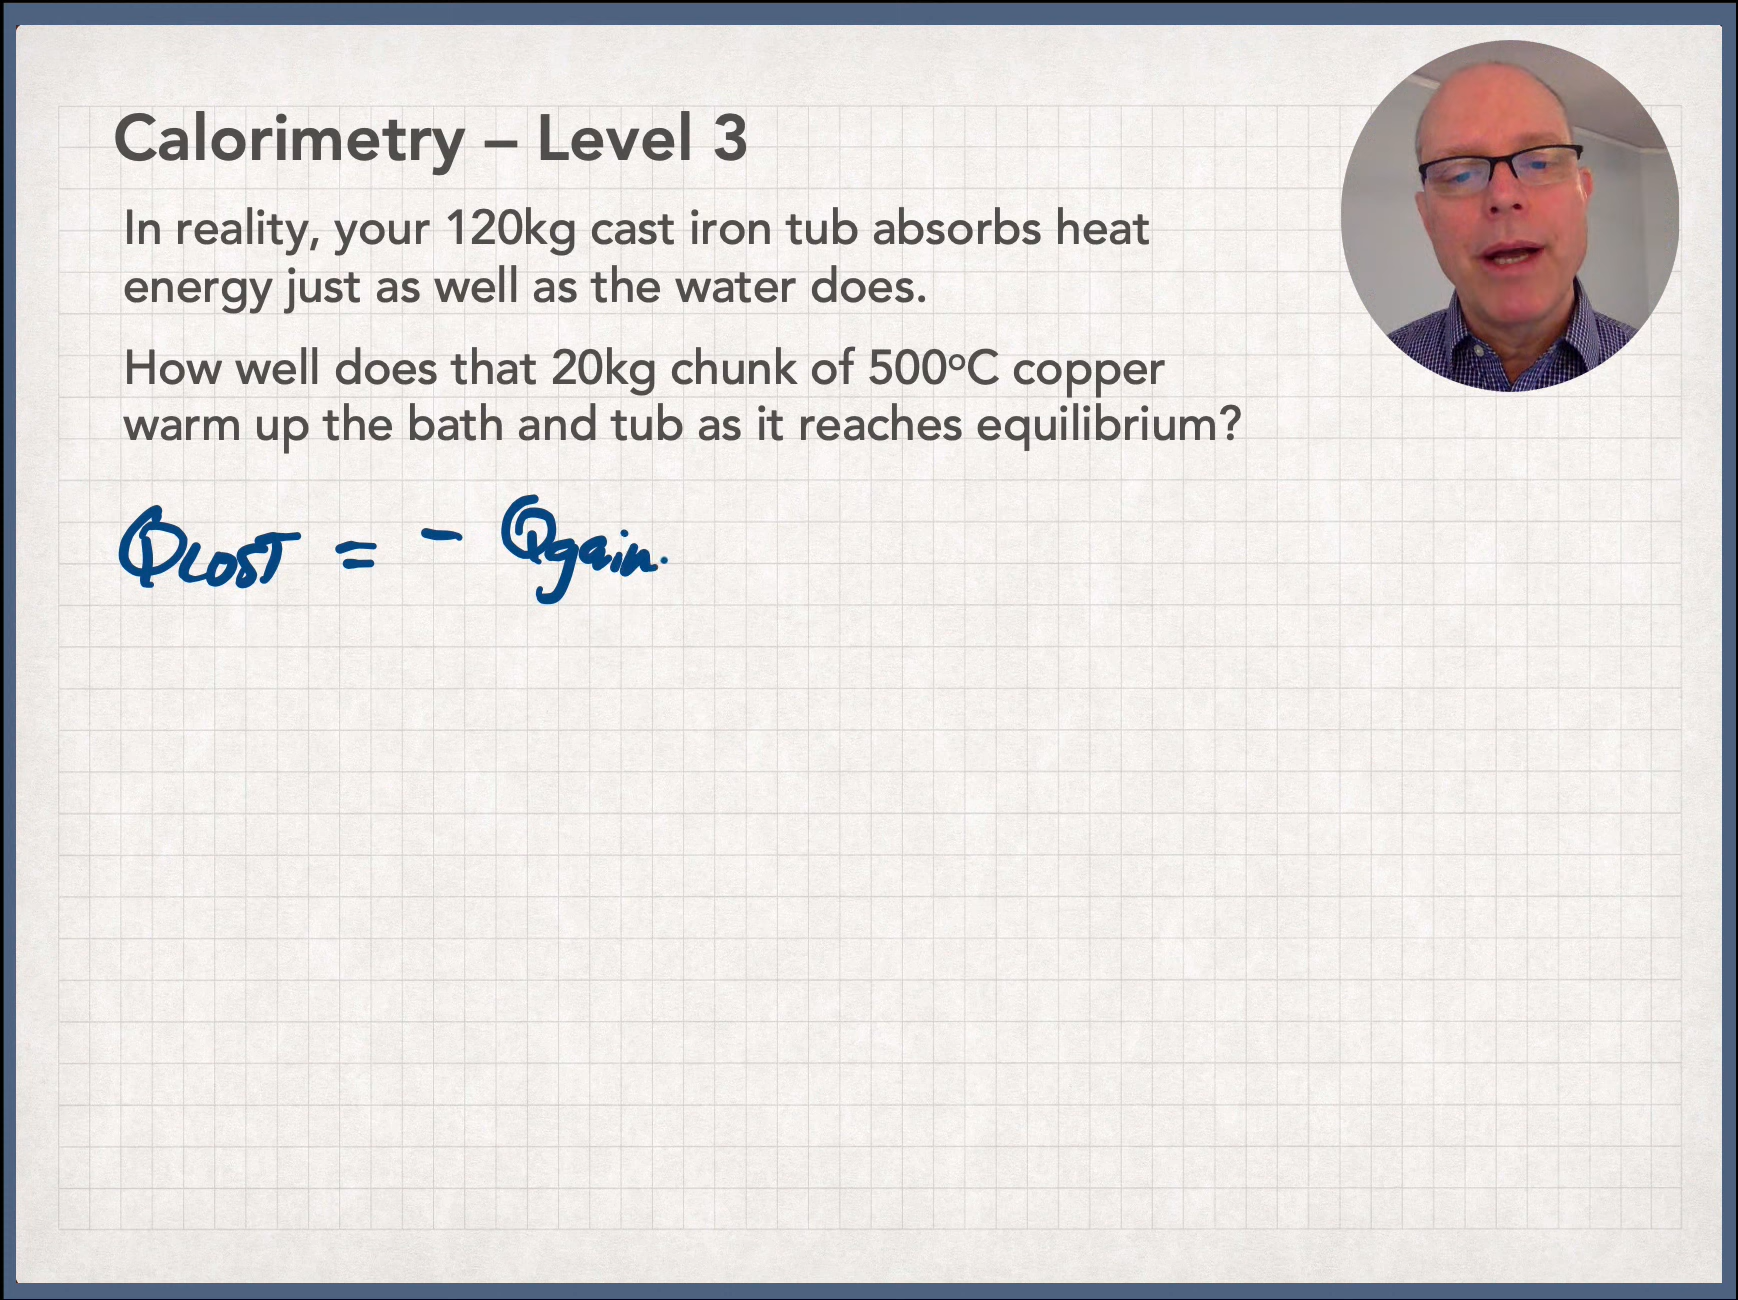 Calorimetry – Level 3
In reality, your 120kg cast iron tub absorbs heat
energy just as well as the water does.
How well does that 20kg chunk of 500°C copper
warm up the bath and tub as it reaches equilibrium?
QLOST = - Qgain.